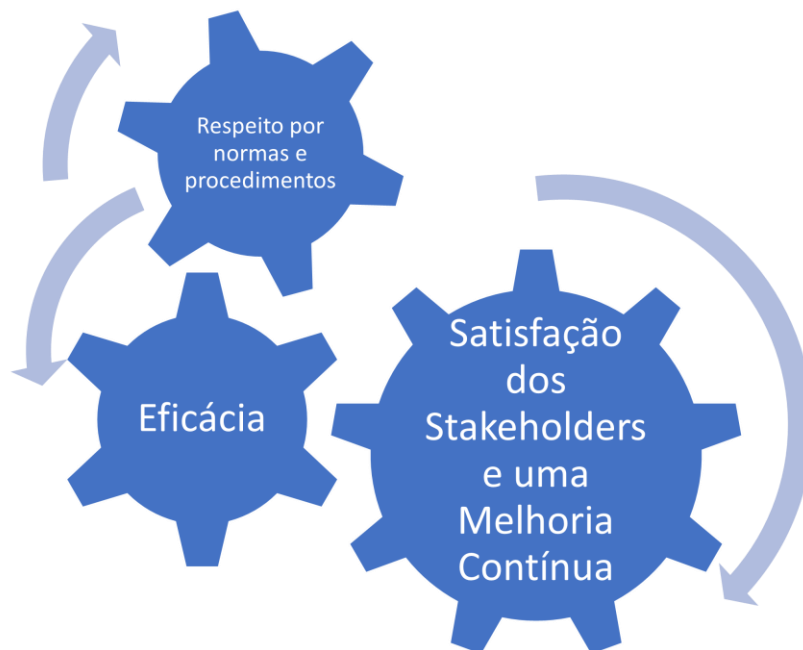 Respeito por
normas e
procedimentos
Eficácia
Satisfação
dos
Stakeholders
e uma
Melhoria
Contínua